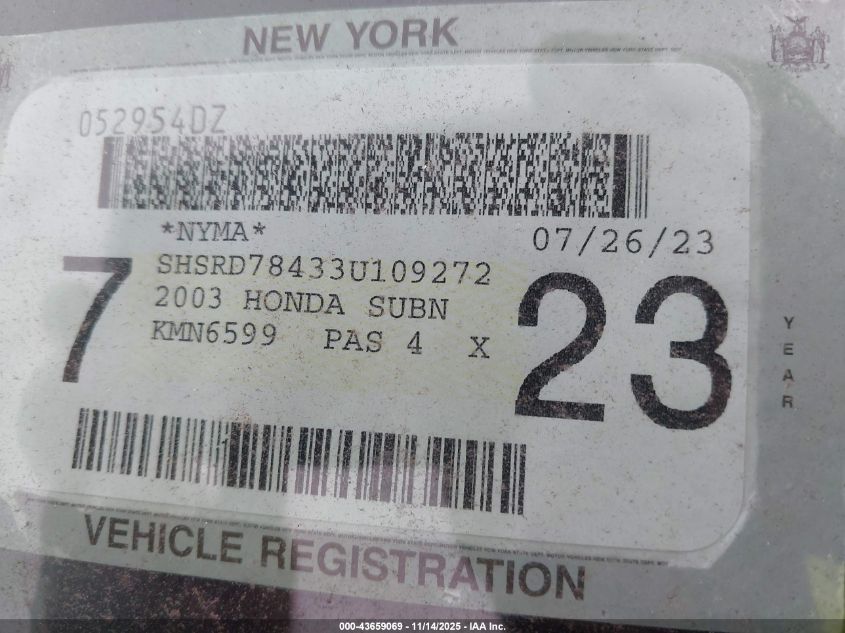 NEW YORK
052954DZ
*NYMA* 07/26/23
SHSRD78433U109272
2003 HONDA SUBN
KMN6599 PAS 4 X
7 23
YEAR
VEHICLE REGISTRATION
000-43659069 - 11/14/2025 - IAA Inc.